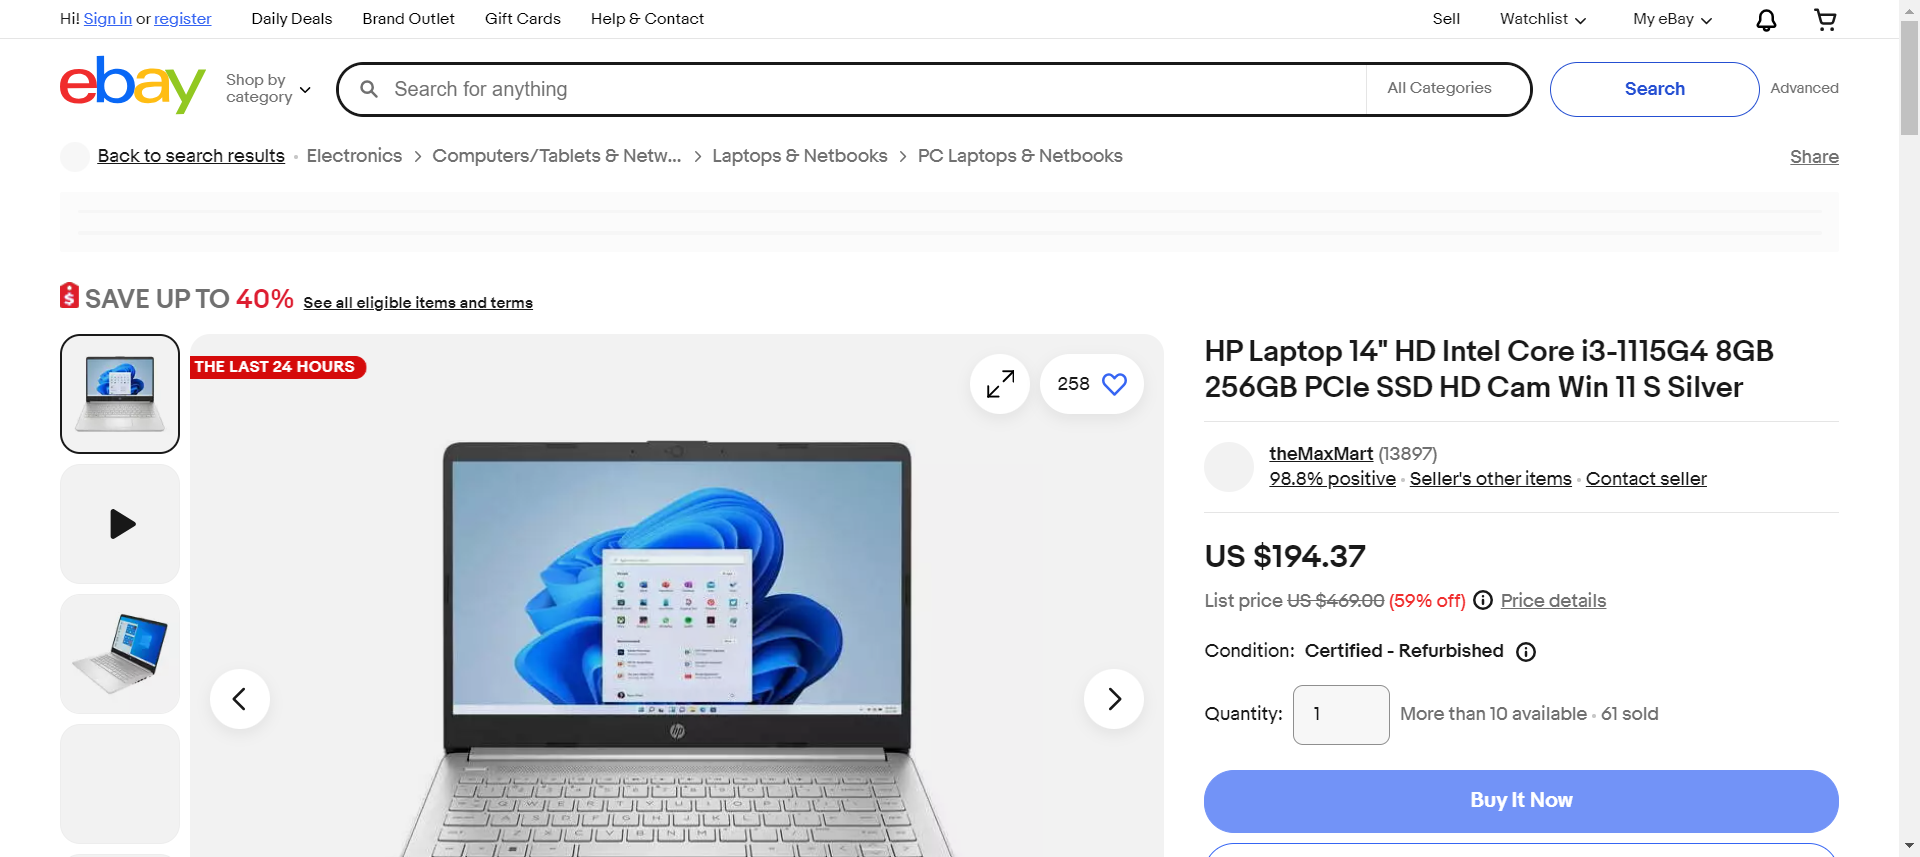 Hi! Sign in or register
Daily Deals
Brand Outlet
Gift Cards
Help & Contact
Sell
Watchlist
My eBay
ebay
Shop by
category
Search for anything
All Categories
Search
Advanced
Back to search results
Electronics
Computers/Tablets & Netw...
Laptops & Netbooks
PC Laptops & Netbooks
Share
SAVE UP TO 40%
See all eligible items and terms
THE LAST 24 HOURS
258
hp
HP Laptop 14" HD Intel Core i3-1115G4 8GB
256GB PCIe SSD HD Cam Win 11 S Silver
theMaxMart (13897)
98.8% positive · Seller's other items · Contact seller
US $194.37
List price US $469.00 (59% off)
Price details
Condition: Certified - Refurbished
Quantity: 1
More than 10 available · 61 sold
Buy It Now